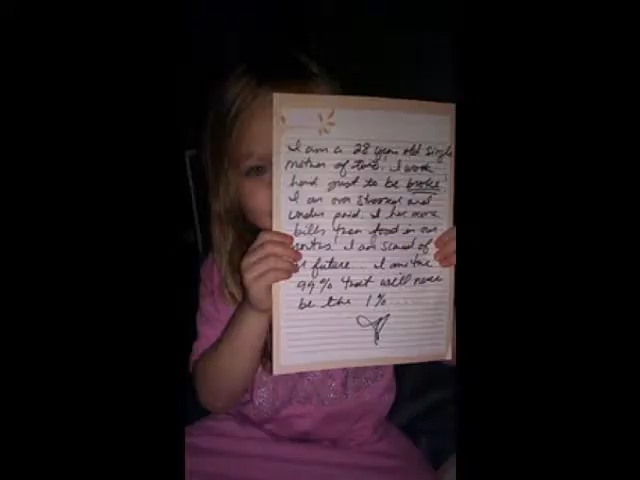 I am a 28 year old single
mother of two. I work
hard just to be broke!
I am over stressed and
under paid. I have more
bills then food in our
I am scared of
our future... I am the
99% that will never
be the 1%